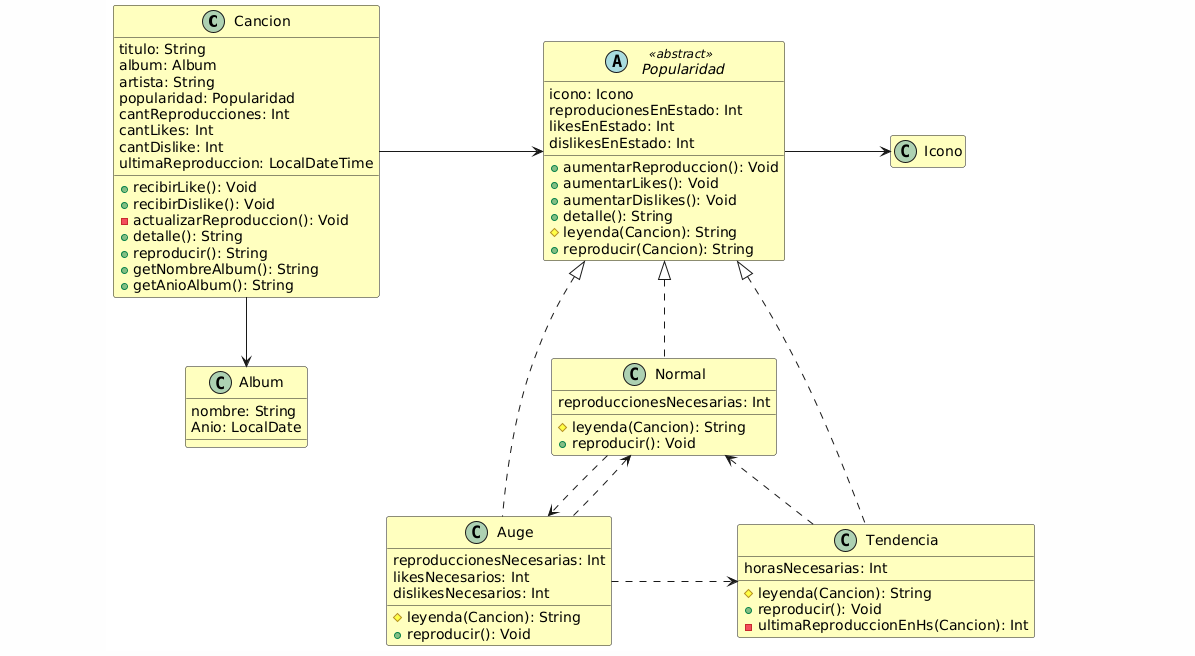 C Cancion
titulo: String
album: Album
artista: String
popularidad: Popularidad
cantReproducciones: Int
cantLikes: Int
cantDislike: Int
ultimaReproduccion: LocalDateTime
recibirLike(): Void
recibirDislike(): Void
actualizarReproduccion(): Void
detalle(): String
reproducir(): String
getNombreAlbum(): String
getAnioAlbum(): String
A «abstract»
Popularidad
icono: Icono
reproducionesEnEstado: Int
likesEnEstado: Int
dislikesEnEstado: Int
aumentarReproduccion(): Void
aumentarLikes(): Void
aumentarDislikes(): Void
detalle(): String
leyenda(Cancion): String
reproducir(Cancion): String
C Icono
C Album
nombre: String
Anio: LocalDate
C Normal
reproduccionesNecesarias: Int
leyenda(Cancion): String
reproducir(): Void
C Auge
reproduccionesNecesarias: Int
likesNecesarios: Int
dislikesNecesarios: Int
leyenda(Cancion): String
reproducir(): Void
C Tendencia
horasNecesarias: Int
leyenda(Cancion): String
reproducir(): Void
ultimaReproduccionEnHs(Cancion): Int